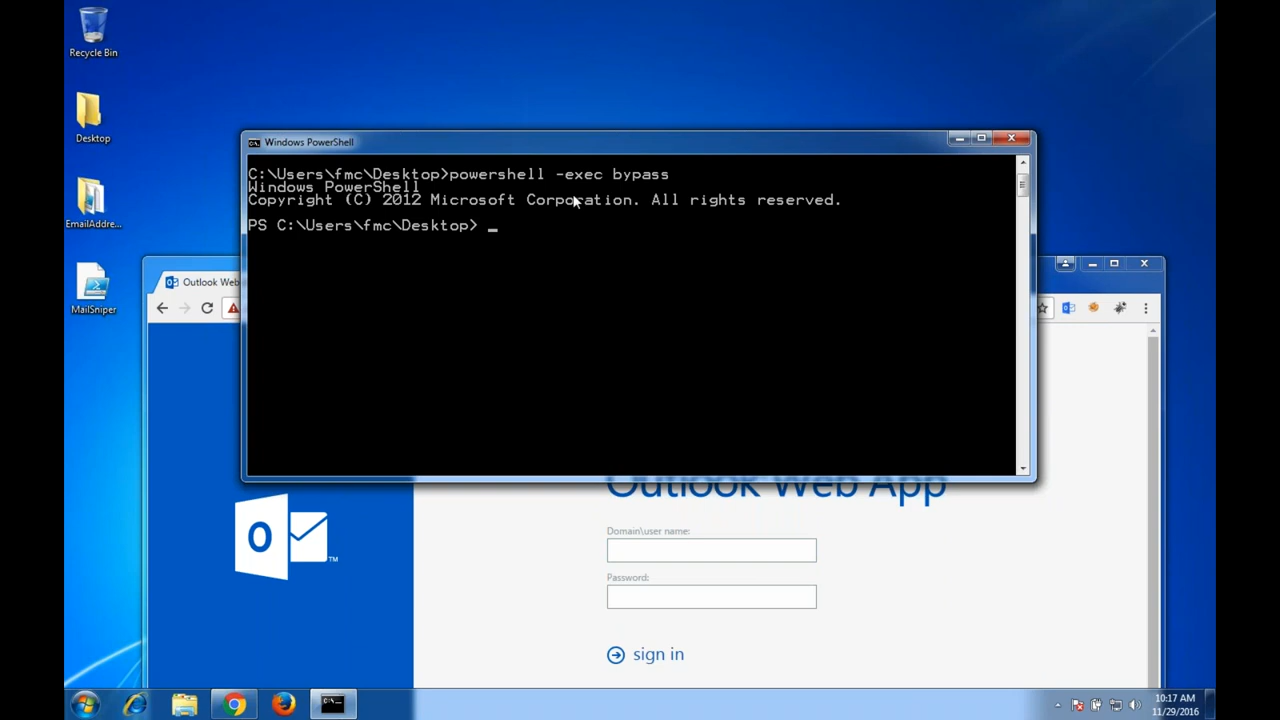 Recycle Bin
Desktop
EmailAddre...
MailSniper
Windows PowerShell
C:\Users\fmc\Desktop>powershell -exec bypass
Windows PowerShell
Copyright (C) 2012 Microsoft Corporation. All rights reserved.
PS C:\Users\fmc\Desktop> _
Outlook Web
Outlook Web App
Domain\user name:
Password:
sign in
O
TM
C:\_
10:17 AM
11/29/2016